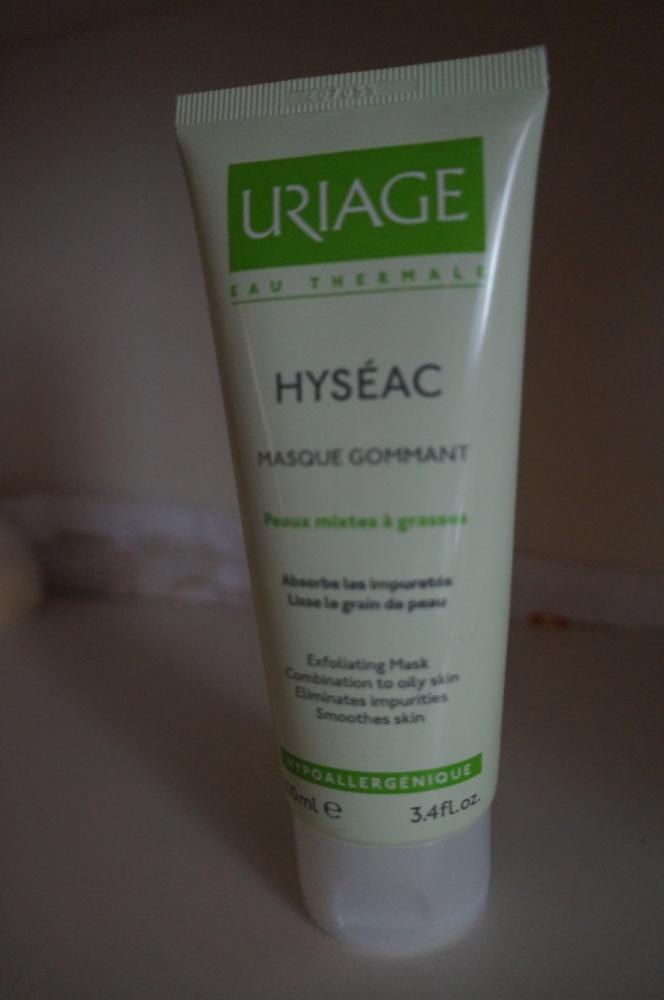 URIAGE
EAU THERMALE
HYSÉAC
MASQUE GOMMANT
Peaux mixtes à grasses
Absorbe les impuretés
Lisse le grain de peau
Exfoliating Mask
Combination to oily skin
Eliminates impurities
Smoothes skin
HYPOALLERGÉNIQUE
ml e 3.4fl.oz.